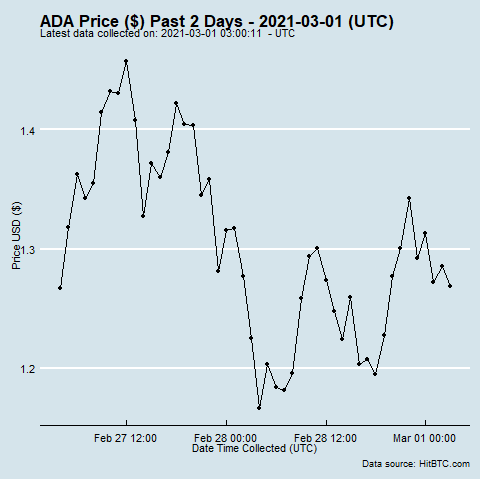 ADA Price ($) Past 2 Days - 2021-03-01 (UTC)
Latest data collected on: 2021-03-01 03:00:11  - UTC
1.4
1.3
1.2
Price USD ($)
Feb 27 12:00
Feb 28 00:00
Feb 28 12:00
Mar 01 00:00
Date Time Collected (UTC)
Data source: HitBTC.com